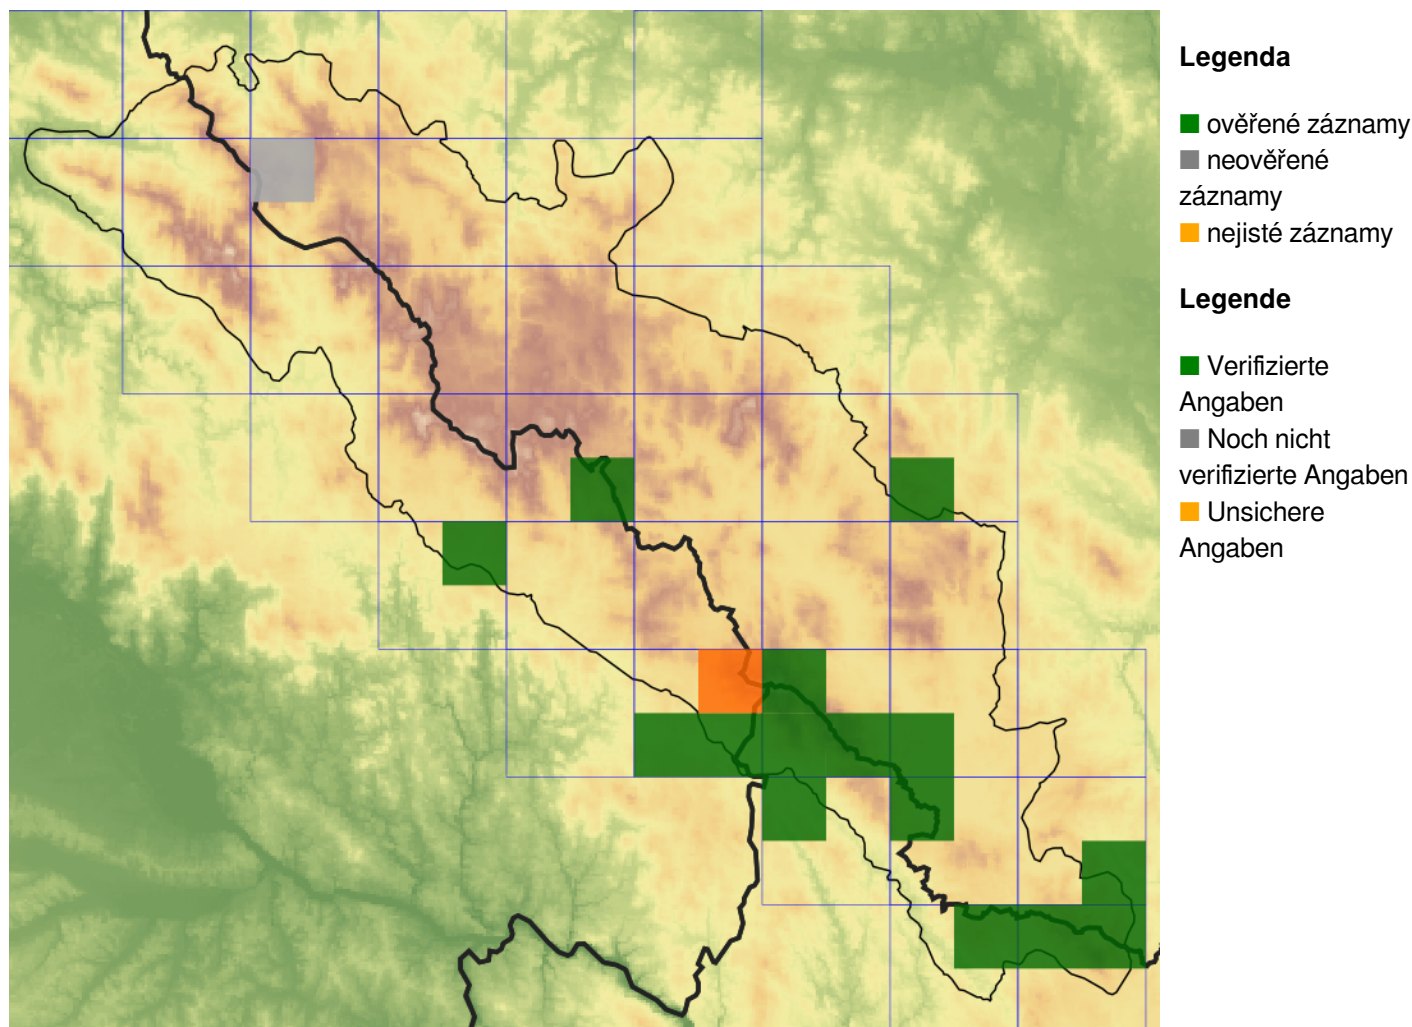 Legenda
ověřené záznamy
neověřené
záznamy
nejisté záznamy
Legende
Verifizierte
Angaben
Noch nicht
verifizierte Angaben
Unsichere
Angaben